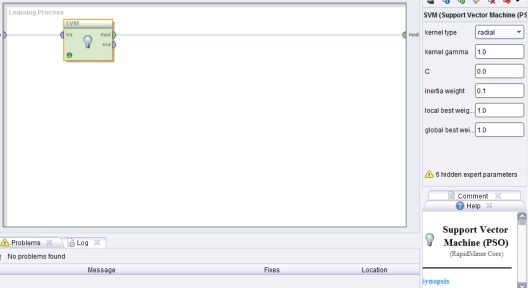 Learning Process
SVM
tra
mod
exa
mod
SVM (Support Vector Machine (PS
kernel type radial
kernel gamma 1.0
C 0.0
inertia weight 0.1
local best weig... 1.0
global best wei... 1.0
6 hidden expert parameters
Comment
Help
Support Vector
Machine (PSO)
(RapidMiner Core)
Synopsis
Problems Log
No problems found
Message Fixes Location